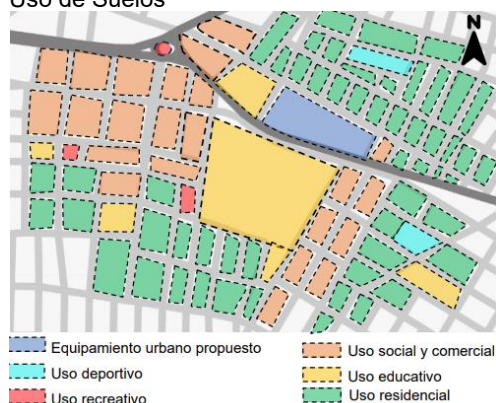 Uso de Suelos
N
Equipamiento urbano propuesto
Uso deportivo
Uso recreativo
Uso social y comercial
Uso educativo
Uso residencial